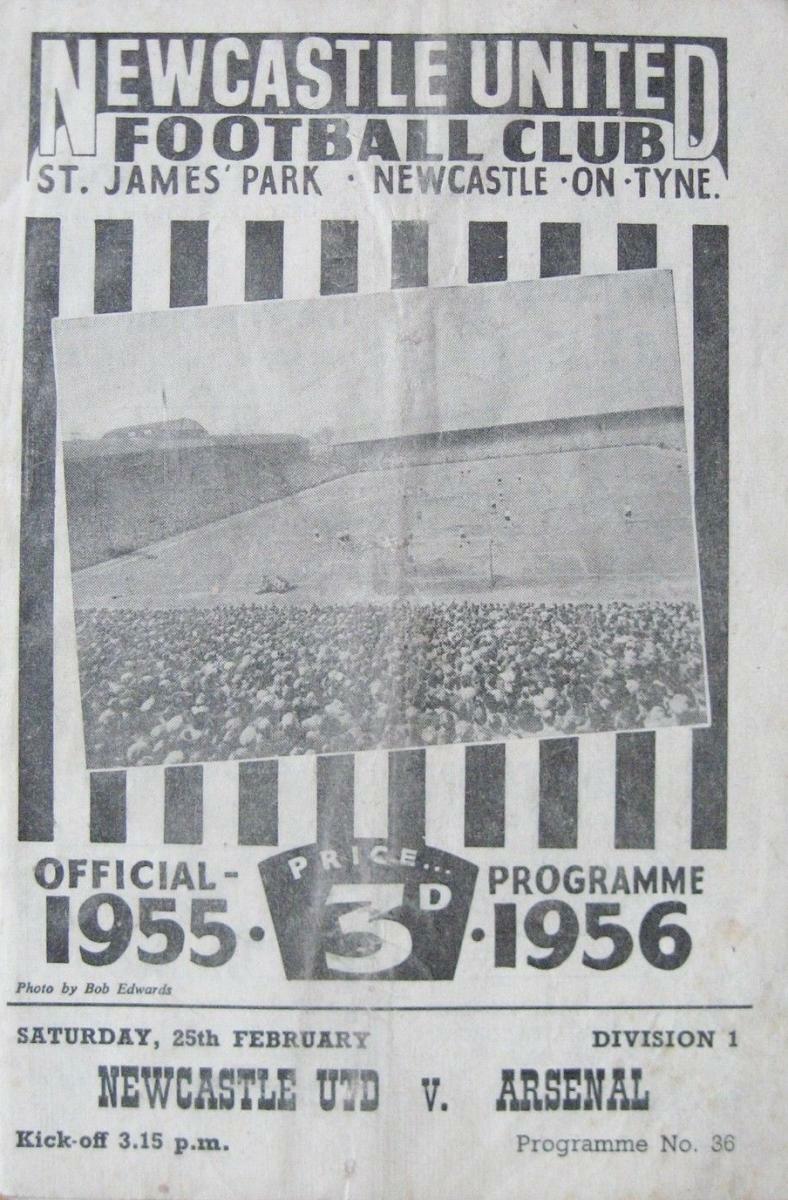 NEWCASTLE UNITED
FOOTBALL CLUB
ST. JAMES' PARK · NEWCASTLE·ON·TYNE.
PRICE...
OFFICIAL- 3D PROGRAMME
1955· ·1956
Photo by Bob Edwards
SATURDAY, 25th FEBRUARY DIVISION 1
NEWCASTLE UTD v. ARSENAL
Kick-off 3.15 p.m. Programme No. 36